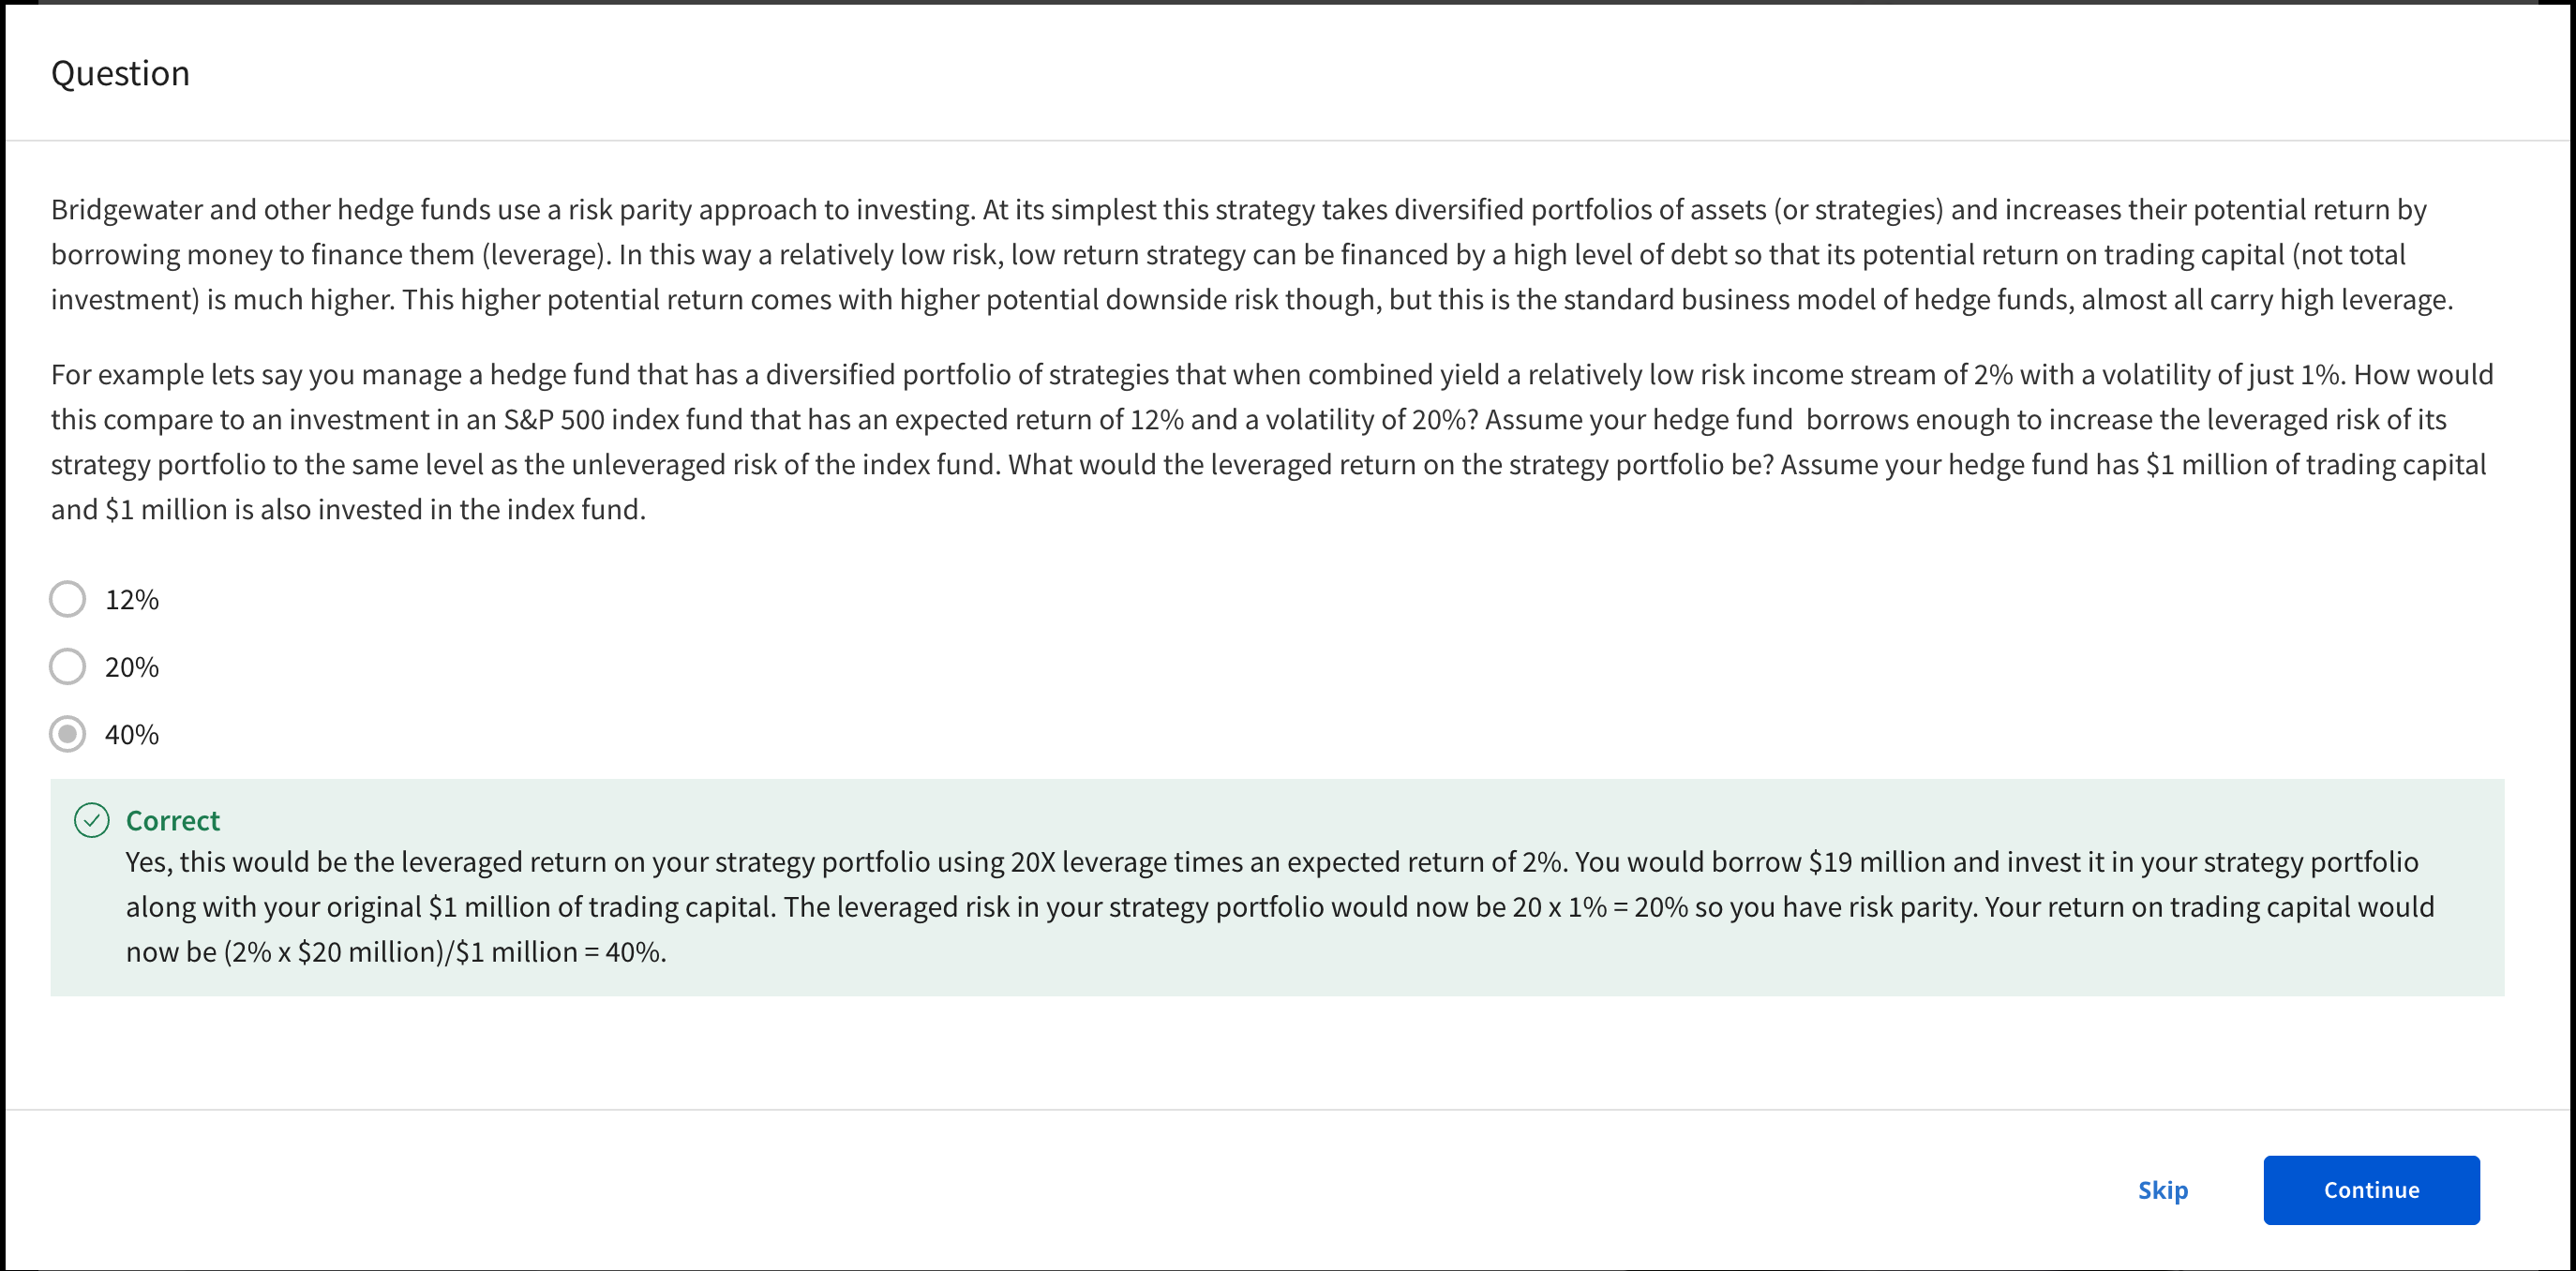 Question
Bridgewater and other hedge funds use a risk parity approach to investing. At its simplest this strategy takes diversified portfolios of assets (or strategies) and increases their potential return by
borrowing money to finance them (leverage). In this way a relatively low risk, low return strategy can be financed by a high level of debt so that its potential return on trading capital (not total
investment) is much higher. This higher potential return comes with higher potential downside risk though, but this is the standard business model of hedge funds, almost all carry high leverage.
For example lets say you manage a hedge fund that has a diversified portfolio of strategies that when combined yield a relatively low risk income stream of 2% with a volatility of just 1%. How would
this compare to an investment in an S&P 500 index fund that has an expected return of 12% and a volatility of 20%? Assume your hedge fund  borrows enough to increase the leveraged risk of its
strategy portfolio to the same level as the unleveraged risk of the index fund. What would the leveraged return on the strategy portfolio be? Assume your hedge fund has $1 million of trading capital
and $1 million is also invested in the index fund.
12%
20%
40%
Correct
Yes, this would be the leveraged return on your strategy portfolio using 20X leverage times an expected return of 2%. You would borrow $19 million and invest it in your strategy portfolio
along with your original $1 million of trading capital. The leveraged risk in your strategy portfolio would now be 20 x 1% = 20% so you have risk parity. Your return on trading capital would
now be (2% x $20 million)/$1 million = 40%.
Skip
Continue